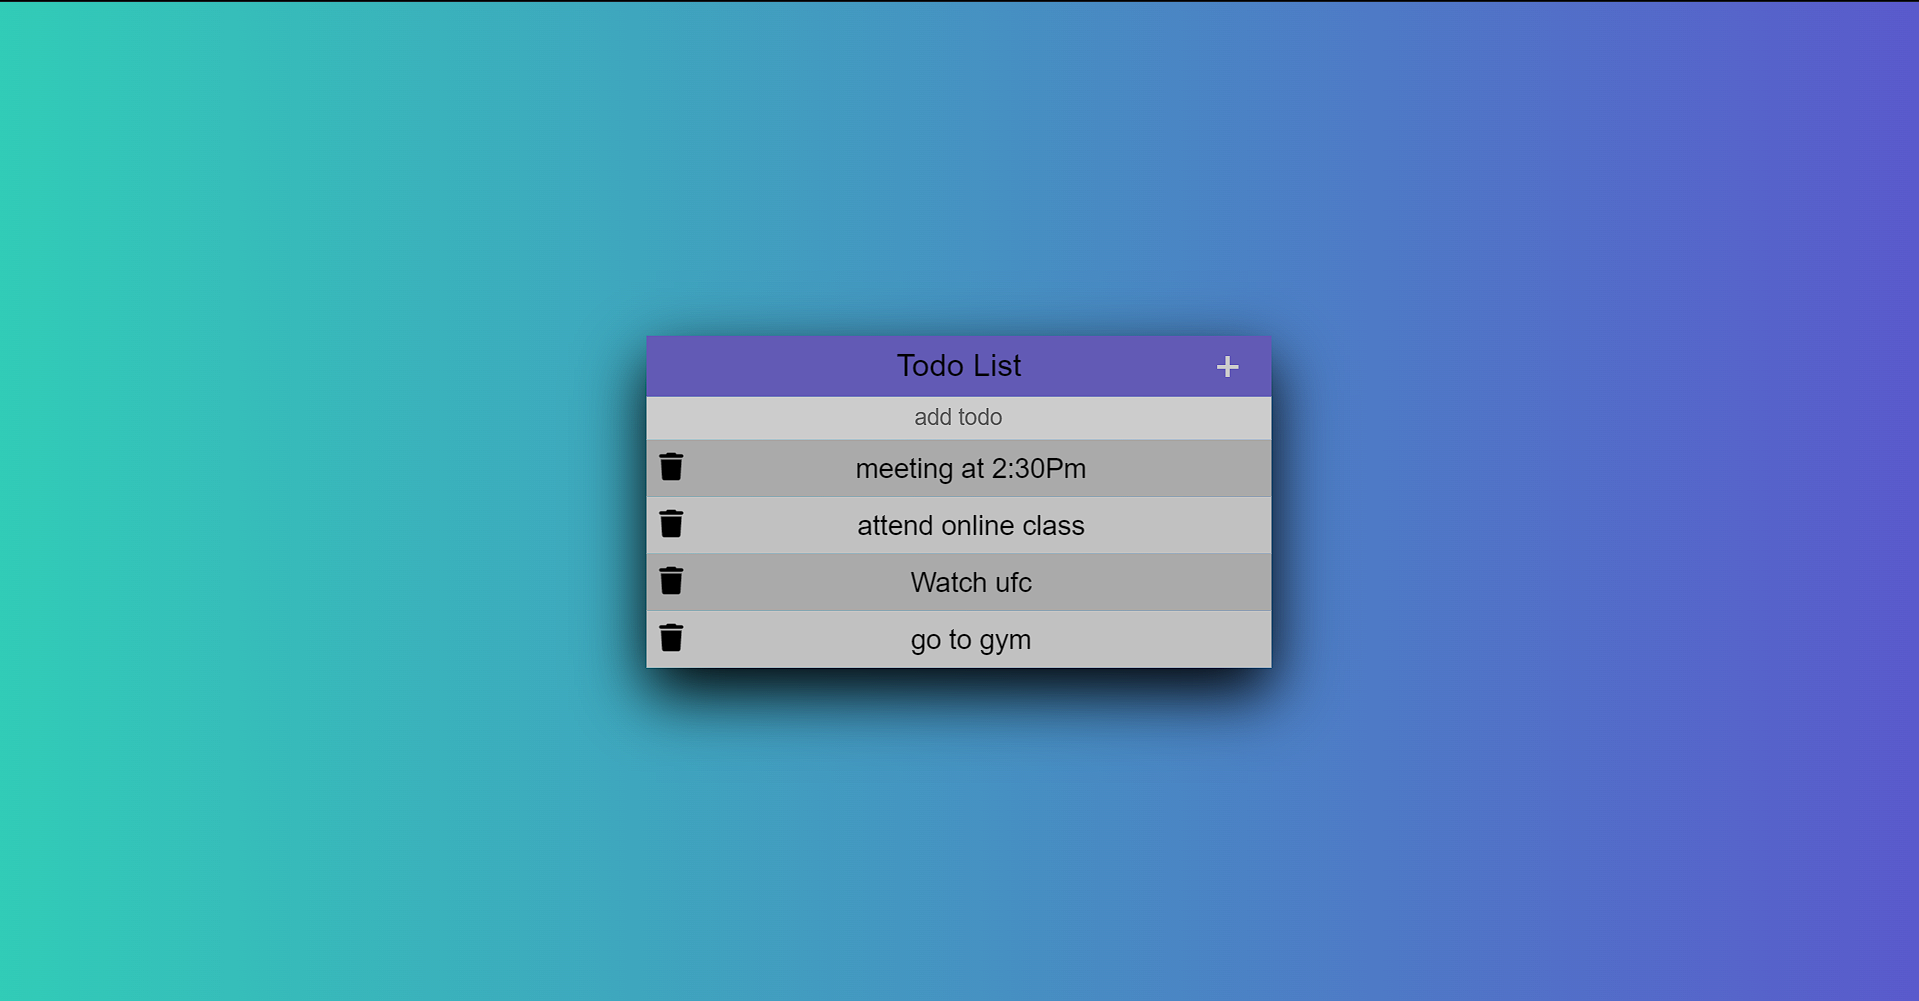 Todo List +
add todo
meeting at 2:30Pm
attend online class
Watch ufc
go to gym